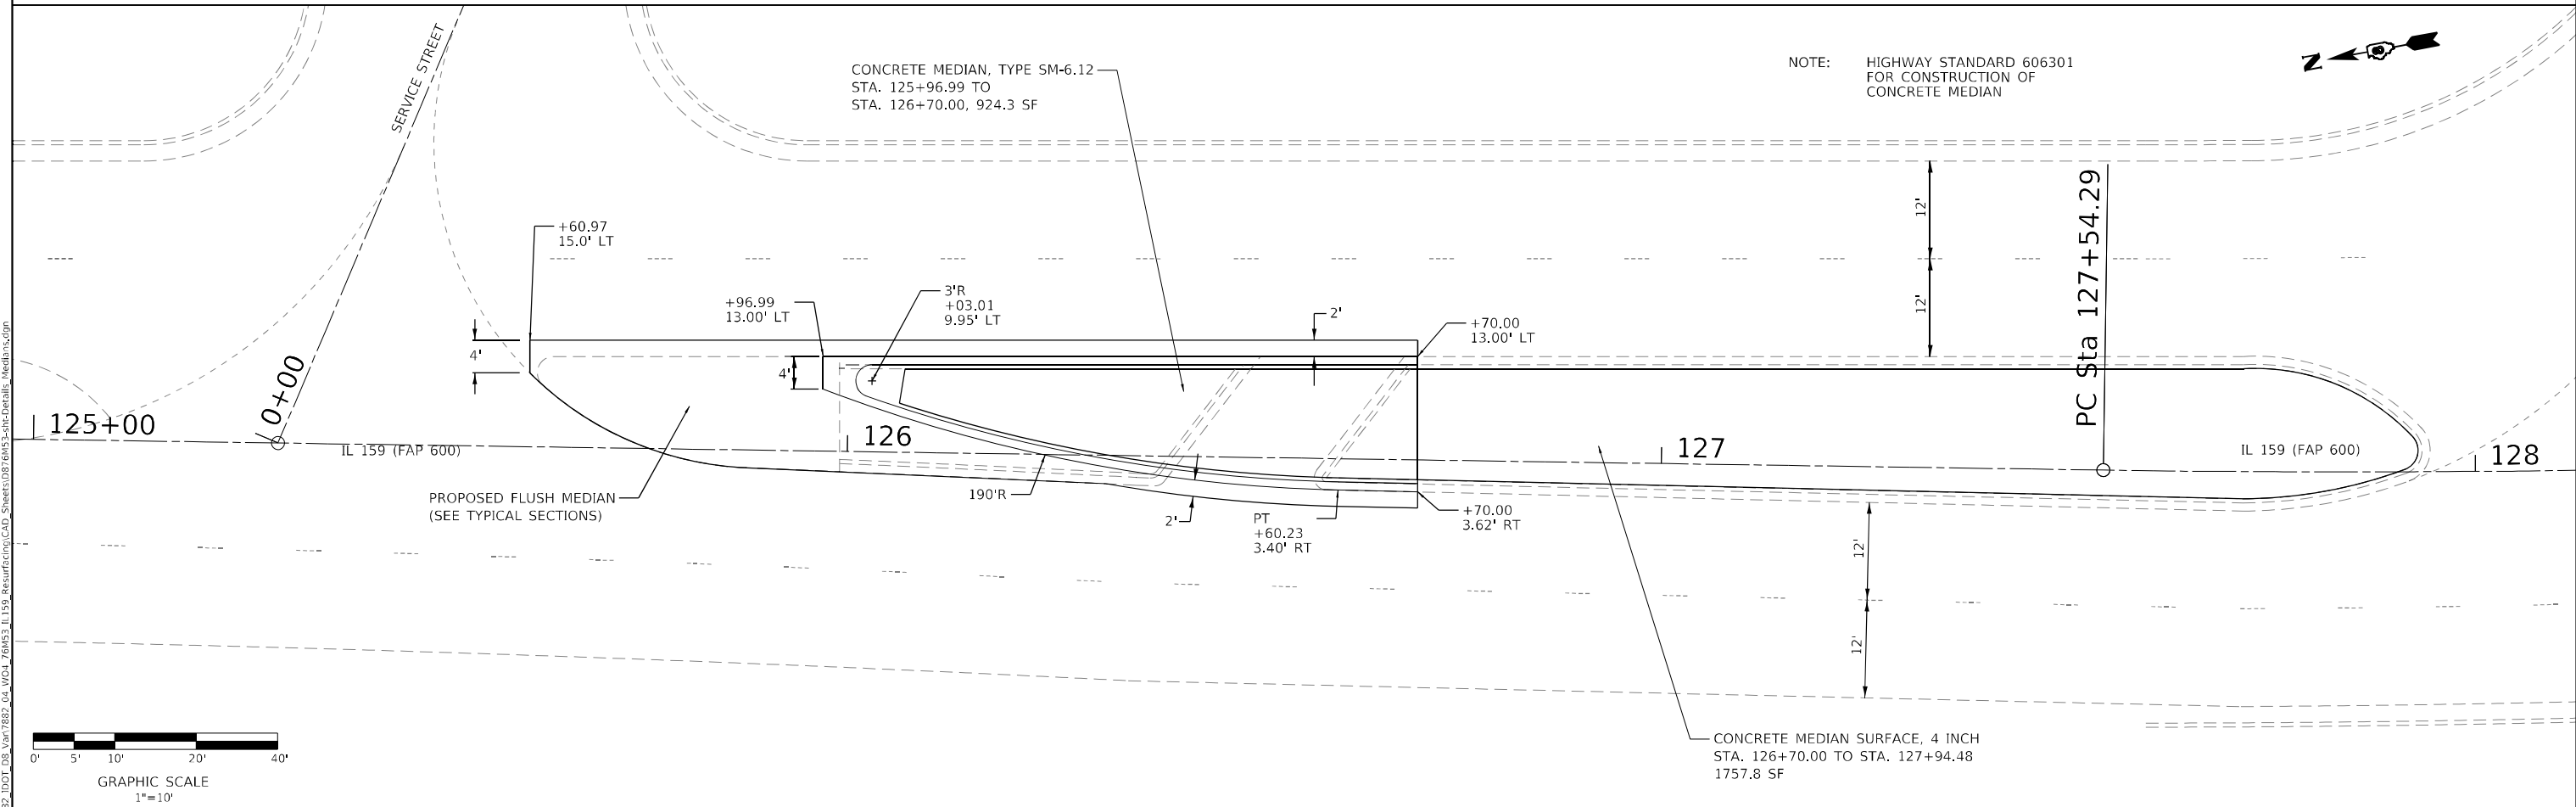 SERVICE STREET
CONCRETE MEDIAN, TYPE SM-6.12
STA. 125+96.99 TO
STA. 126+70.00, 924.3 SF
NOTE:
HIGHWAY STANDARD 606301
FOR CONSTRUCTION OF
CONCRETE MEDIAN
N
+60.97
15.0' LT
12'
12'
PC Sta 127+54.29
+96.99
13.00' LT
3'R
+03.01
9.95' LT
2'
+70.00
13.00' LT
4'
4'
0+00
125+00
IL 159 (FAP 600)
126
127
IL 159 (FAP 600)
128
PROPOSED FLUSH MEDIAN
(SEE TYPICAL SECTIONS)
190'R
2'
PT
+60.23
3.40' RT
+70.00
3.62' RT
12'
12'
CONCRETE MEDIAN SURFACE, 4 INCH
STA. 126+70.00 TO STA. 127+94.48
1757.8 SF
0'
5'
10'
20'
40'
GRAPHIC SCALE
1"=10'